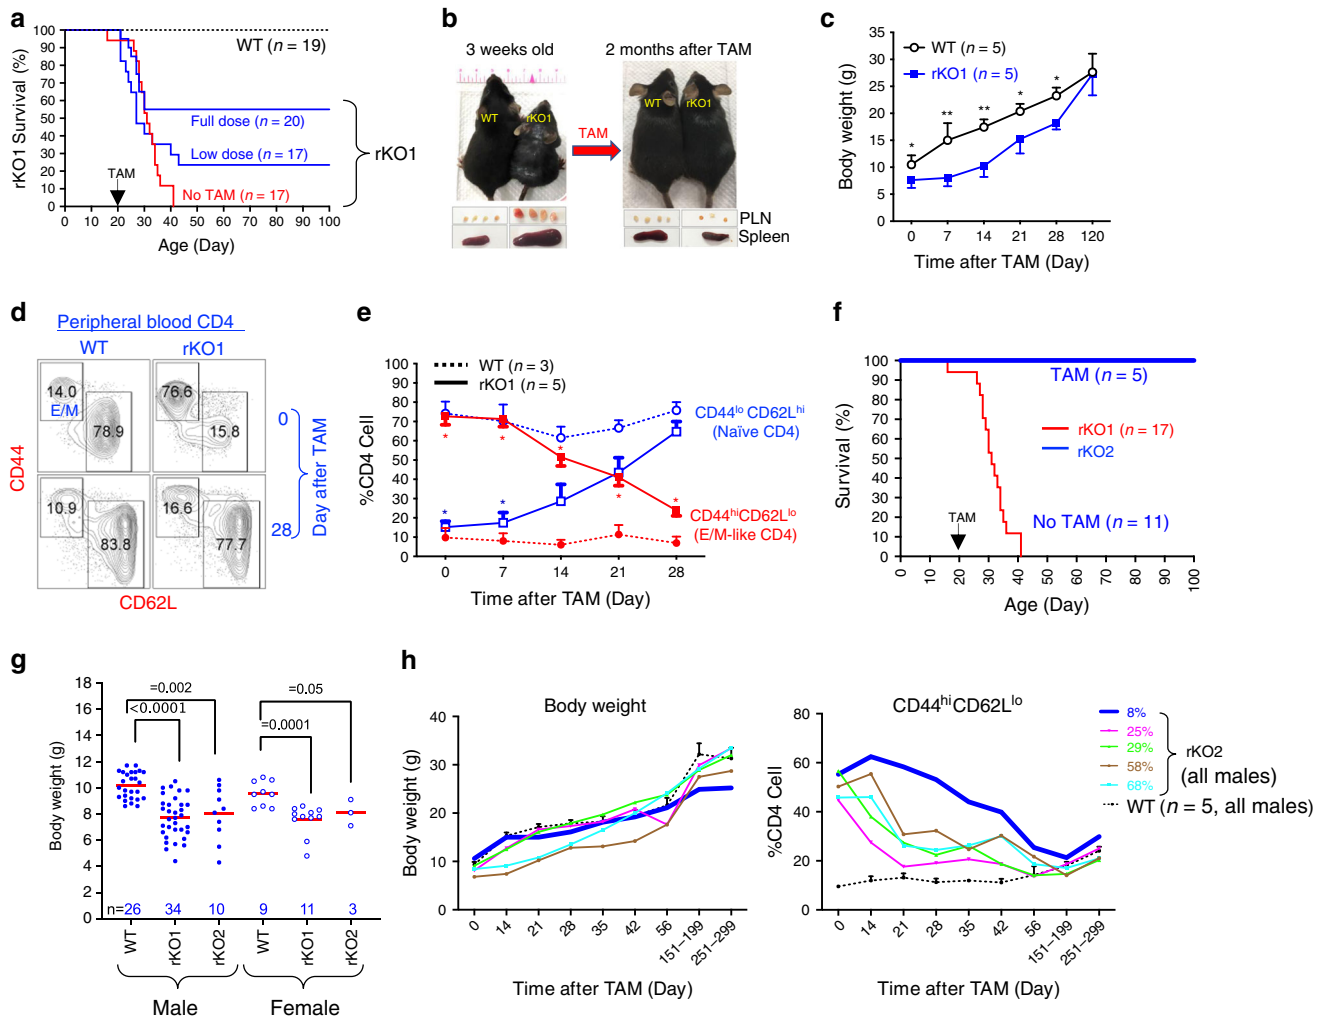 a
100
90
80
70
60
50
40
30
20
10
0
rKO1 Survival (%)
WT (n = 19)
Full dose (n = 20)
Low dose (n = 17)
No TAM (n = 17)
TAM
rKO1
0 10 20 30 40 50 60 70 80 90 100
Age (Day)
b
3 weeks old
2 months after TAM
WT
rKO1
TAM
WT
rKO1
PLN
Spleen
c
35
30
25
20
15
10
5
0
Body weight (g)
WT (n = 5)
rKO1 (n = 5)
* ** ** * *
0 7 14 21 28 120
Time after TAM (Day)
d
Peripheral blood CD4
WT rKO1
14.0
E/M
78.9
76.6
15.8
10.9
83.8
16.6
77.7
0
28
Day after TAM
CD44
CD62L
e
100
90
80
70
60
50
40
30
20
10
0
%CD4 Cell
WT (n = 3)
rKO1 (n = 5)
CD44lo CD62Lhi
(Naïve CD4)
CD44hiCD62Llo
(E/M-like CD4)
* * * * *
* *
0 7 14 21 28
Time after TAM (Day)
f
100
90
80
70
60
50
40
30
20
10
0
Survival (%)
TAM (n = 5)
rKO1 (n = 17)
rKO2
No TAM (n = 11)
TAM
0 10 20 30 40 50 60 70 80 90 100
Age (Day)
g
18
16
14
12
10
8
6
4
2
0
Body weight (g)
=0.002
<0.0001
=0.05
=0.0001
n=26 34 10 9 11 3
WT rKO1 rKO2 WT rKO1 rKO2
Male Female
h
Body weight
40
30
20
10
0
Body weight (g)
0 14 21 28 35 42 56 151–199 251–299
Time after TAM (Day)
CD44hiCD62Llo
80
60
40
20
0
%CD4 Cell
0 14 21 28 35 42 56 151–199 251–299
Time after TAM (Day)
8%
25%
29%
58%
68%
rKO2
(all males)
WT (n = 5, all males)